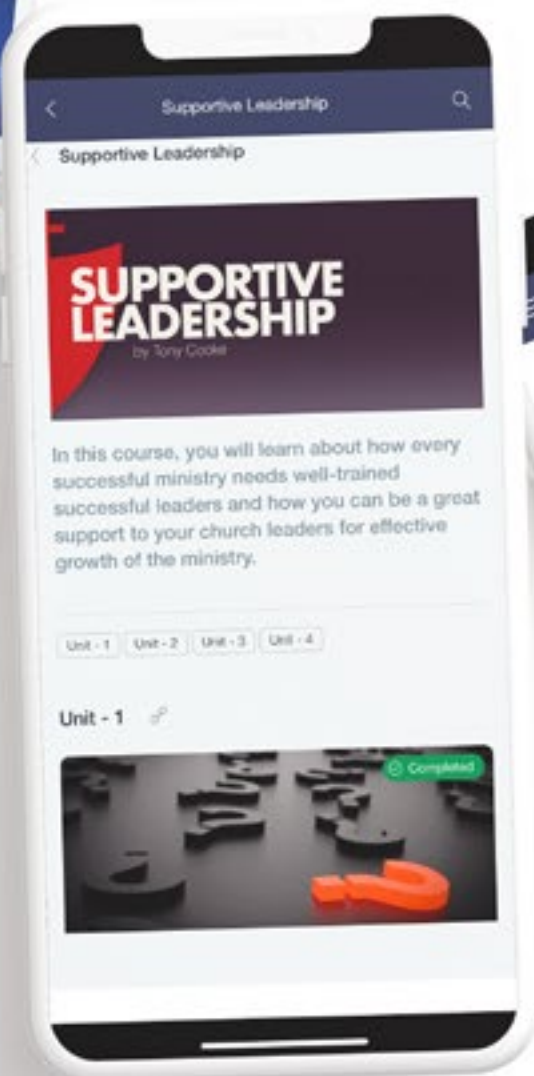 Supportive Leadership
Supportive Leadership
SUPPORTIVE
LEADERSHIP
by Tony Cooke
In this course, you will learn about how every
successful ministry needs well-trained
successful leaders and how you can be a great
support to your church leaders for effective
growth of the ministry.
Unit - 1 Unit - 2 Unit - 3 Unit - 4
Unit - 1
Completed